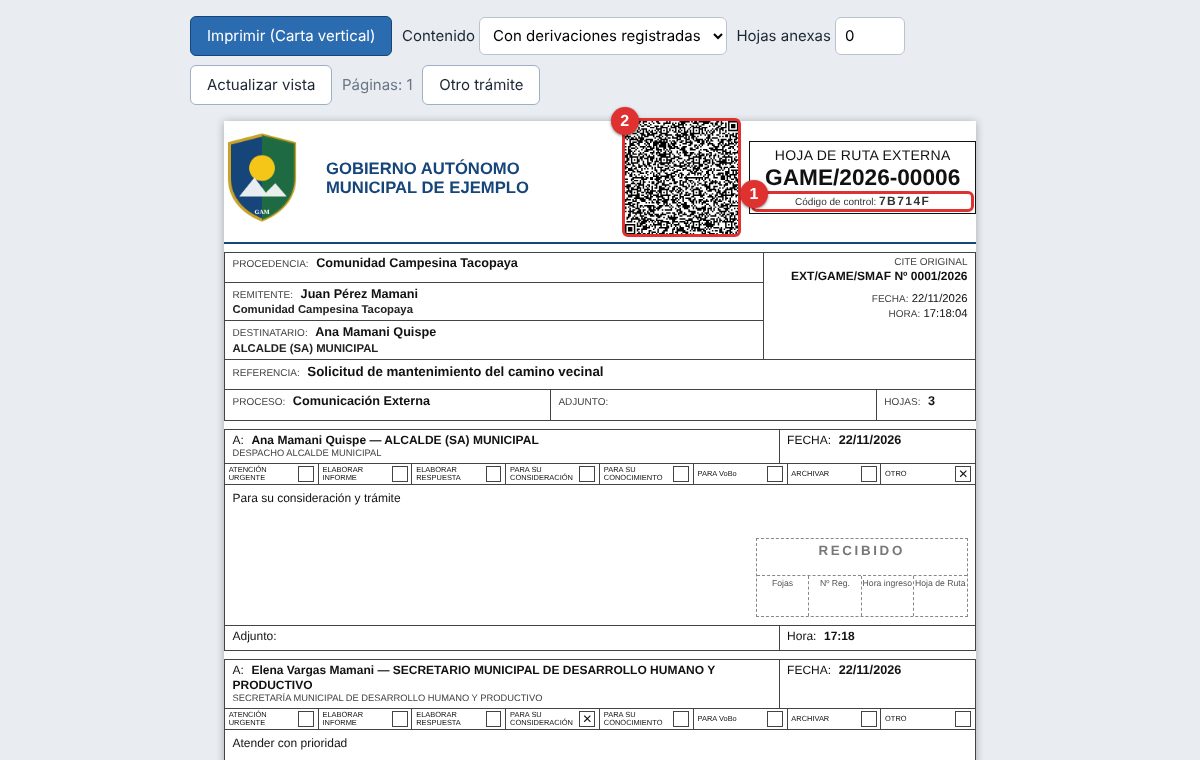 Imprimir (Carta vertical) Contenido Con derivaciones registradas Hojas anexas 0
Actualizar vista Páginas: 1 Otro trámite
2
GAM
GOBIERNO AUTÓNOMO
MUNICIPAL DE EJEMPLO
HOJA DE RUTA EXTERNA
GAME/2026-00006
1
Código de control: 7B714F
PROCEDENCIA: Comunidad Campesina Tacopaya
REMITENTE: Juan Pérez Mamani
Comunidad Campesina Tacopaya
DESTINATARIO: Ana Mamani Quispe
ALCALDE (SA) MUNICIPAL
CITE ORIGINAL
EXT/GAME/SMAF Nº 0001/2026
FECHA: 22/11/2026
HORA: 17:18:04
REFERENCIA: Solicitud de mantenimiento del camino vecinal
PROCESO: Comunicación Externa ADJUNTO: HOJAS: 3
A: Ana Mamani Quispe — ALCALDE (SA) MUNICIPAL FECHA: 22/11/2026
DESPACHO ALCALDE MUNICIPAL
ATENCIÓN URGENTE ELABORAR INFORME ELABORAR RESPUESTA PARA SU CONSIDERACIÓN PARA SU CONOCIMIENTO PARA VoBo ARCHIVAR OTRO ✕
Para su consideración y trámite
RECIBIDO
Fojas Nº Reg. Hora ingreso Hoja de Ruta
Adjunto: Hora: 17:18
A: Elena Vargas Mamani — SECRETARIO MUNICIPAL DE DESARROLLO HUMANO Y
PRODUCTIVO
FECHA: 22/11/2026
SECRETARÍA MUNICIPAL DE DESARROLLO HUMANO Y PRODUCTIVO
ATENCIÓN URGENTE ELABORAR INFORME ELABORAR RESPUESTA PARA SU CONSIDERACIÓN ✕ PARA SU CONOCIMIENTO PARA VoBo ARCHIVAR OTRO
Atender con prioridad